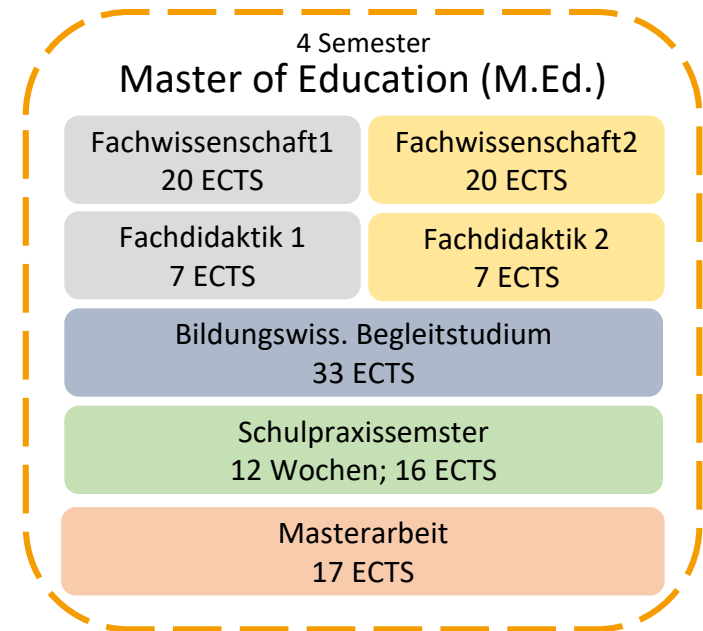 4 Semester
Master of Education (M.Ed.)
Fachwissenschaft1
20 ECTS
Fachwissenschaft2
20 ECTS
Fachdidaktik 1
7 ECTS
Fachdidaktik 2
7 ECTS
Bildungswiss. Begleitstudium
33 ECTS
Schulpraxissemster
12 Wochen; 16 ECTS
Masterarbeit
17 ECTS